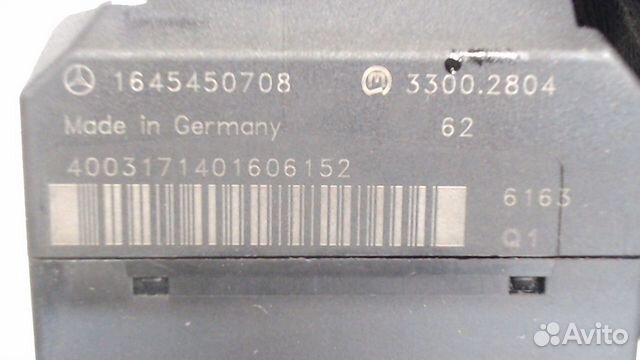 1645450708 3300.2804
Made in Germany 62
4003171401606152
6163
Q1
Avito